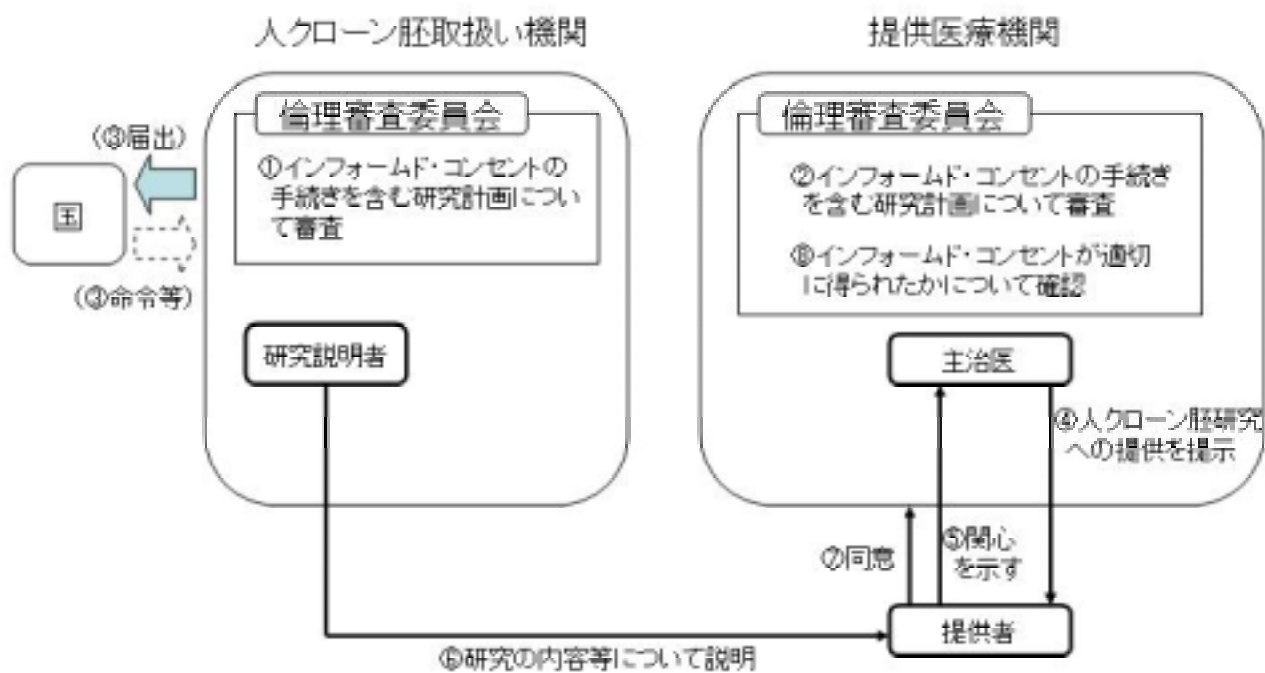 人クローン胚取扱い機関
提供医療機関
倫理審査委員会
①インフォームド・コンセントの
手続きを含む研究計画につい
て審査
(③届出)
国
(③命令等)
研究説明者
倫理審査委員会
②インフォームド・コンセントの手続き
を含む研究計画について審査
⑧インフォームド・コンセントが適切
に得られたかについて確認
主治医
④人クローン胚研究
への提供を提示
⑤関心
を示す
⑦同意
提供者
⑥研究の内容等について説明